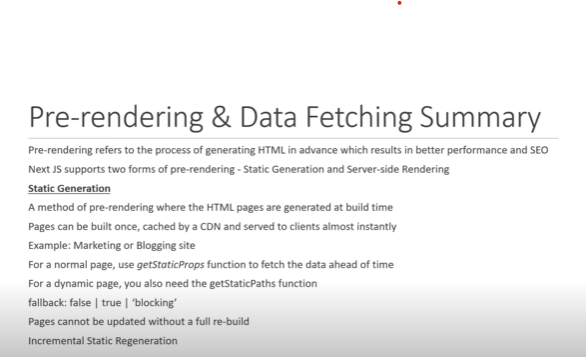 Pre-rendering & Data Fetching Summary
Pre-rendering refers to the process of generating HTML in advance which results in better performance and SEO
Next JS supports two forms of pre-rendering - Static Generation and Server-side Rendering
Static Generation
A method of pre-rendering where the HTML pages are generated at build time
Pages can be built once, cached by a CDN and served to clients almost instantly
Example: Marketing or Blogging site
For a normal page, use getStaticProps function to fetch the data ahead of time
For a dynamic page, you also need the getStaticPaths function
fallback: false | true | ‘blocking’
Pages cannot be updated without a full re-build
Incremental Static Regeneration